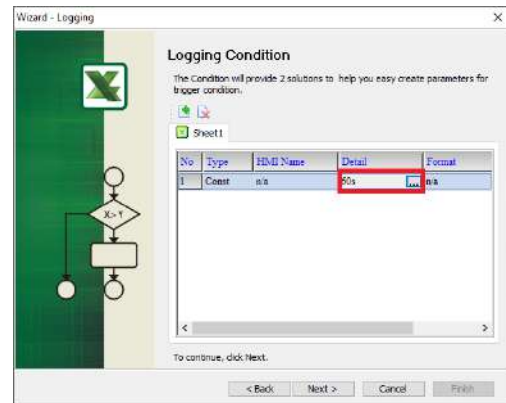 Wizard - Logging
Logging Condition
The Condition will provide 2 solutions to help you easy create parameters for
trigger condition.
Sheet1
No Type HMI Name Detail Format
1 Const n/a 60s ... n/a
X>Y
To continue, click Next.
< Back Next > Cancel Finish